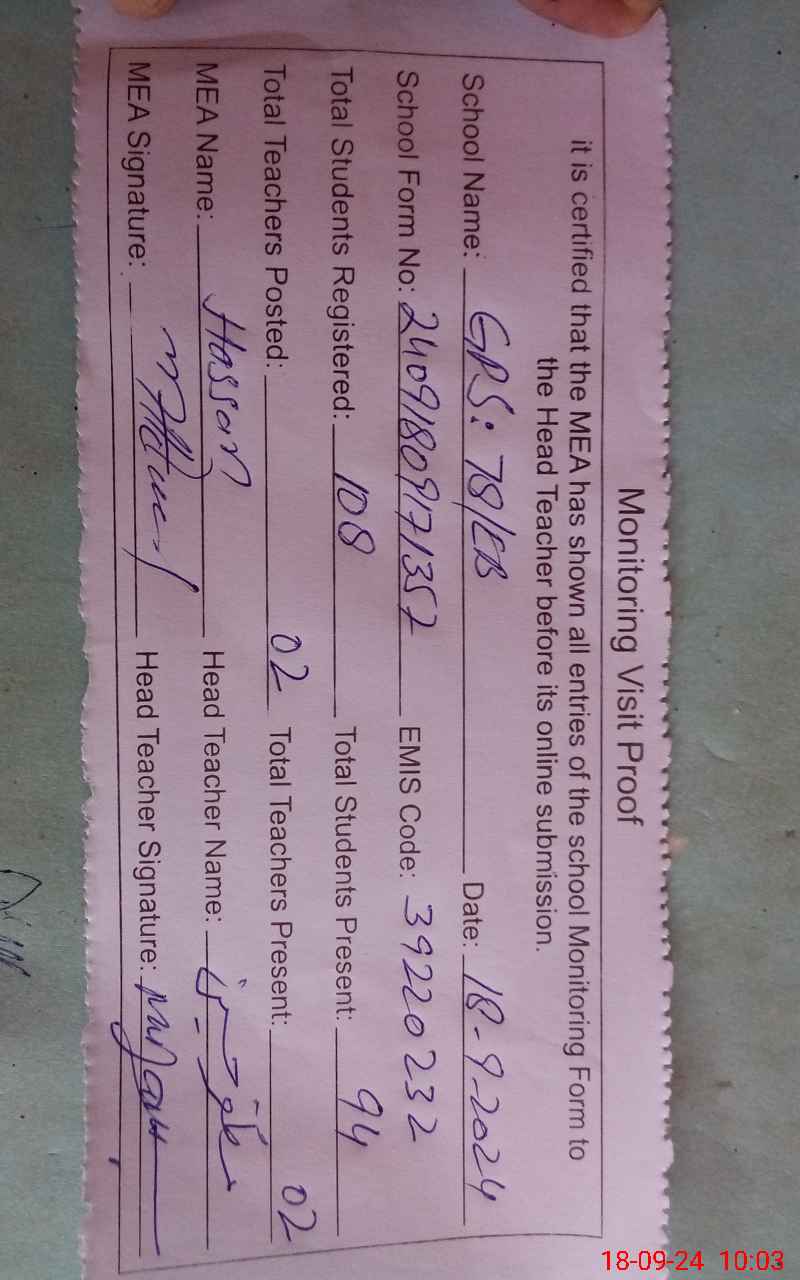 Monitoring Visit Proof
it is certified that the MEA has shown all entries of the school Monitoring Form to
the Head Teacher before its online submission.
School Name: GPS: 78/EB Date: 18-9-2024
School Form No: 24091809171357 EMIS Code: 39220232
Total Students Registered: 108 Total Students Present: 94
Total Teachers Posted: 02 Total Teachers Present: 02
MEA Name: Hassan Head Teacher Name:
MEA Signature: Head Teacher Signature:
18-09-24 10:03